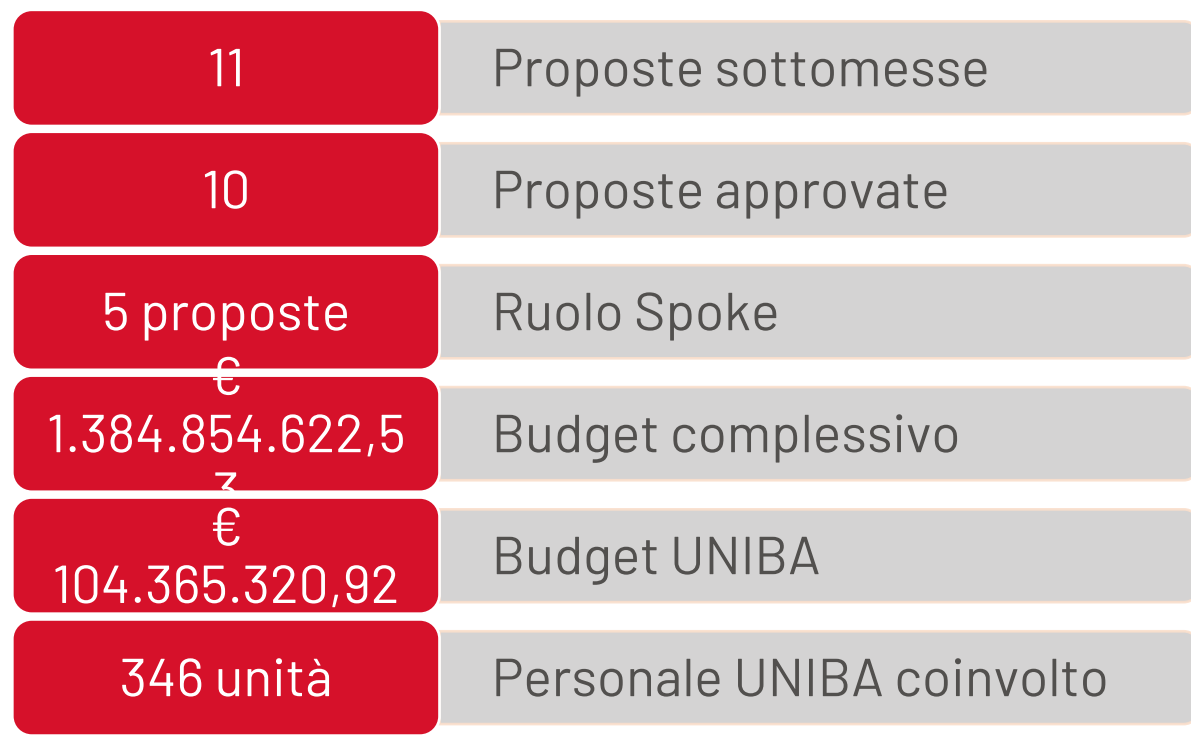 11
Proposte sottomesse
10
Proposte approvate
5 proposte
Ruolo Spoke
€
1.384.854.622,5
3
Budget complessivo
€
104.365.320,92
Budget UNIBA
346 unità
Personale UNIBA coinvolto